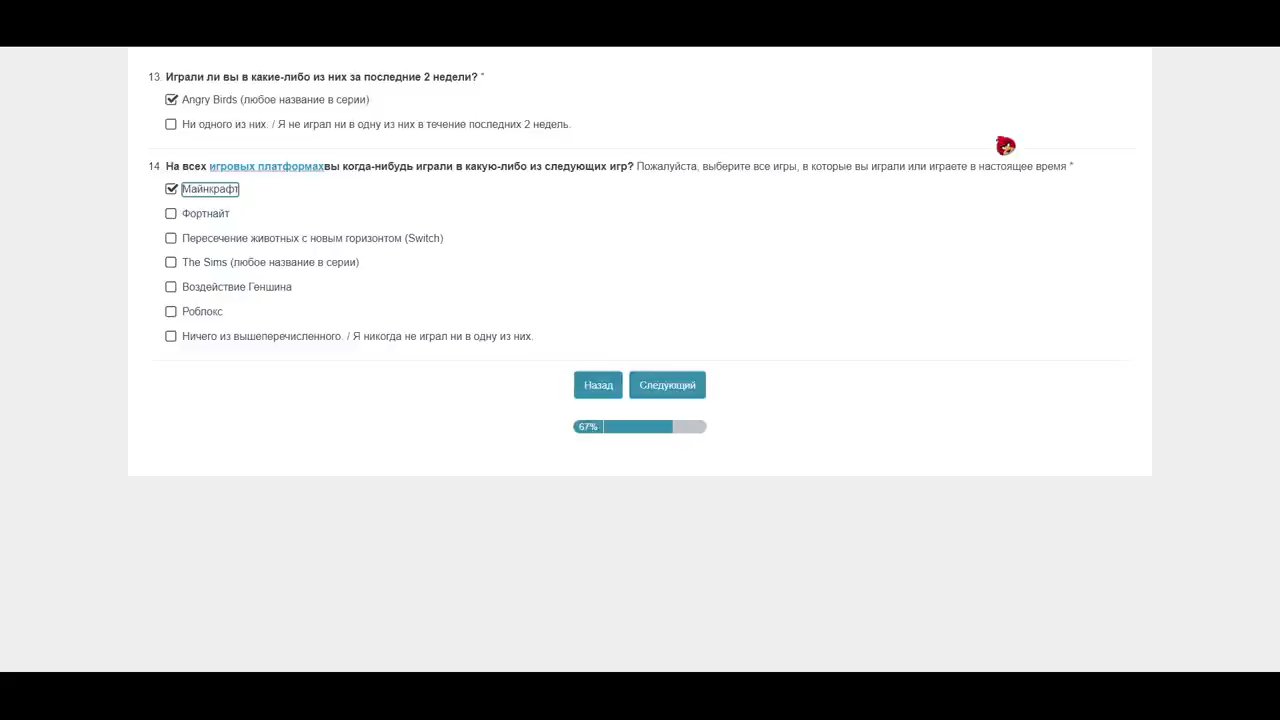 13. Играли ли вы в какие-либо из них за последние 2 недели? *
Angry Birds (любое название в серии)
Ни одного из них. / Я не играл ни в одну из них в течение последних 2 недель.
14. На всех игровых платформахвы когда-нибудь играли в какую-либо из следующих игр? Пожалуйста, выберите все игры, в которые вы играли или играете в настоящее время *
Майнкрафт
Фортнайт
Пересечение животных с новым горизонтом (Switch)
The Sims (любое название в серии)
Воздействие Геншина
Роблокс
Ничего из вышеперечисленного. / Я никогда не играл ни в одну из них.
Назад Следующий
67%